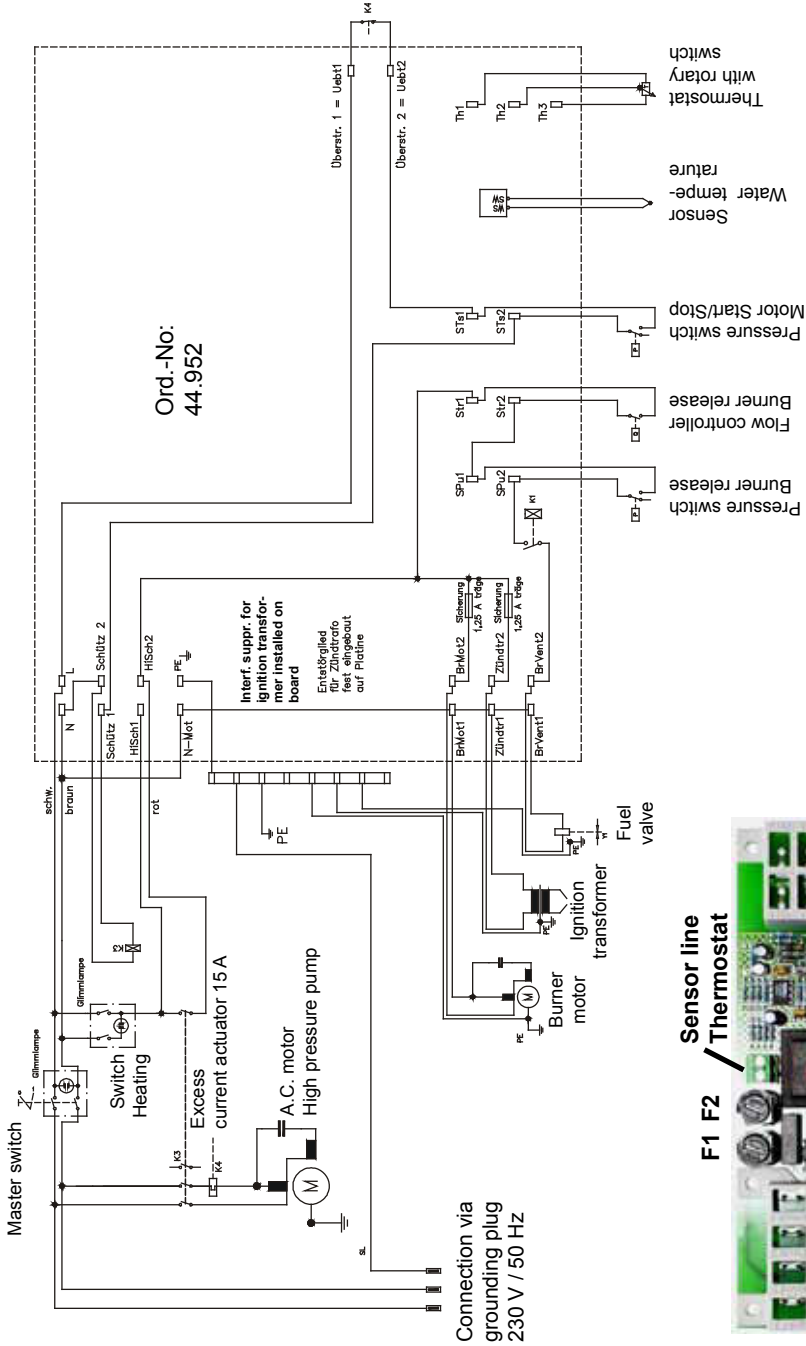 Master switch
Glimmlampe
Glimmlampe
Switch
Heating
K3
K3
K4
Excess
current actuator 15 A
A.C. motor
High pressure pump
M
SL
Connection via
grounding plug
230 V / 50 Hz
schw.
braun
rot
L
N
Schütz 2
Schütz 1
HiSch2
HiSch1
PE
N-Mot
PE
Interf. suppr. for
ignition transfor-
mer installed on
board
Entstörglied
für Zündtrafo
fest eingebaut
auf Platine
Ord.-No:
44.952
K4
Überstr. 1 = Uebt1
Überstr. 2 = Uebt2
BrMot2
Sicherung
1,25 A träge
BrMot1
Zündtr2
Sicherung
1,25 A träge
Zündtr1
BrVent2
BrVent1
K1
SPu1
SPu2
Str1
Str2
STs1
STs2
WS
WS
Th1
Th2
Th3
PE
M
Burner
motor
PE
Ignition
transformer
PE
Y1
Fuel
valve
P
Pressure switch
Burner release
Q
Flow controller
Burner release
P
Pressure switch
Motor Start/Stop
Sensor
Water tempe-
rature
Thermostat
with rotary
switch
F1 F2
Sensor line
Thermostat